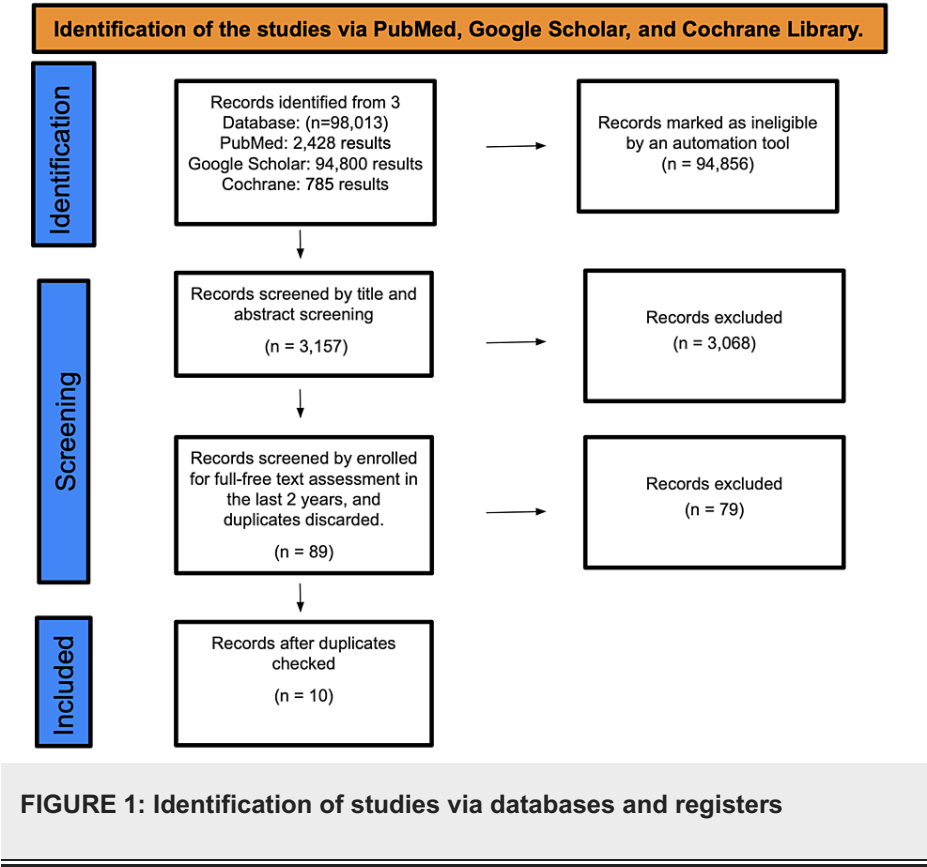 Identification of the studies via PubMed, Google Scholar, and Cochrane Library.
Identification
Records identified from 3
Database: (n=98,013)
PubMed: 2,428 results
Google Scholar: 94,800 results
Cochrane: 785 results
Records marked as ineligible
by an automation tool
(n = 94,856)
Screening
Records screened by title and
abstract screening
(n = 3,157)
Records excluded
(n = 3,068)
Records screened by enrolled
for full-free text assessment in
the last 2 years, and
duplicates discarded.
(n = 89)
Records excluded
(n = 79)
Included
Records after duplicates
checked
(n = 10)
FIGURE 1: Identification of studies via databases and registers